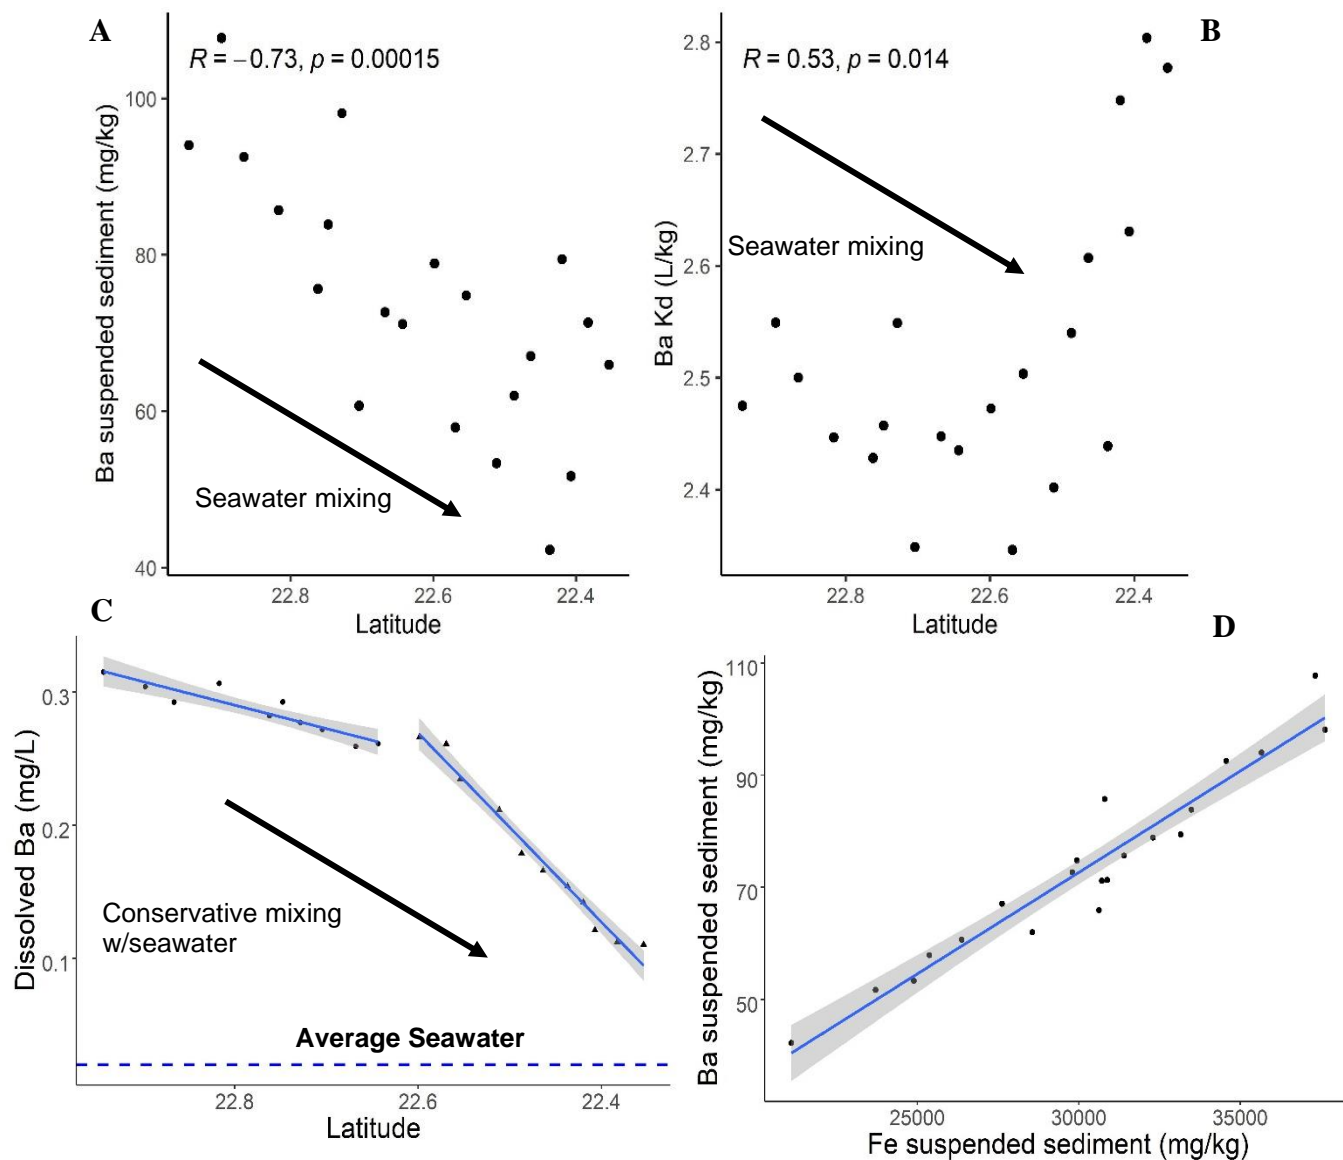 A
R = −0.73, p = 0.00015
Ba suspended sediment (mg/kg)
100
80
60
40
Seawater mixing
22.8
22.6
22.4
Latitude
B
R = 0.53, p = 0.014
Ba Kd (L/kg)
2.8
2.7
2.6
2.5
2.4
Seawater mixing
22.8
22.6
22.4
Latitude
C
Dissolved Ba (mg/L)
0.3
0.2
0.1
Conservative mixing
w/seawater
Average Seawater
22.8
22.6
22.4
Latitude
D
Ba suspended sediment (mg/kg)
110
90
70
50
25000
30000
35000
Fe suspended sediment (mg/kg)